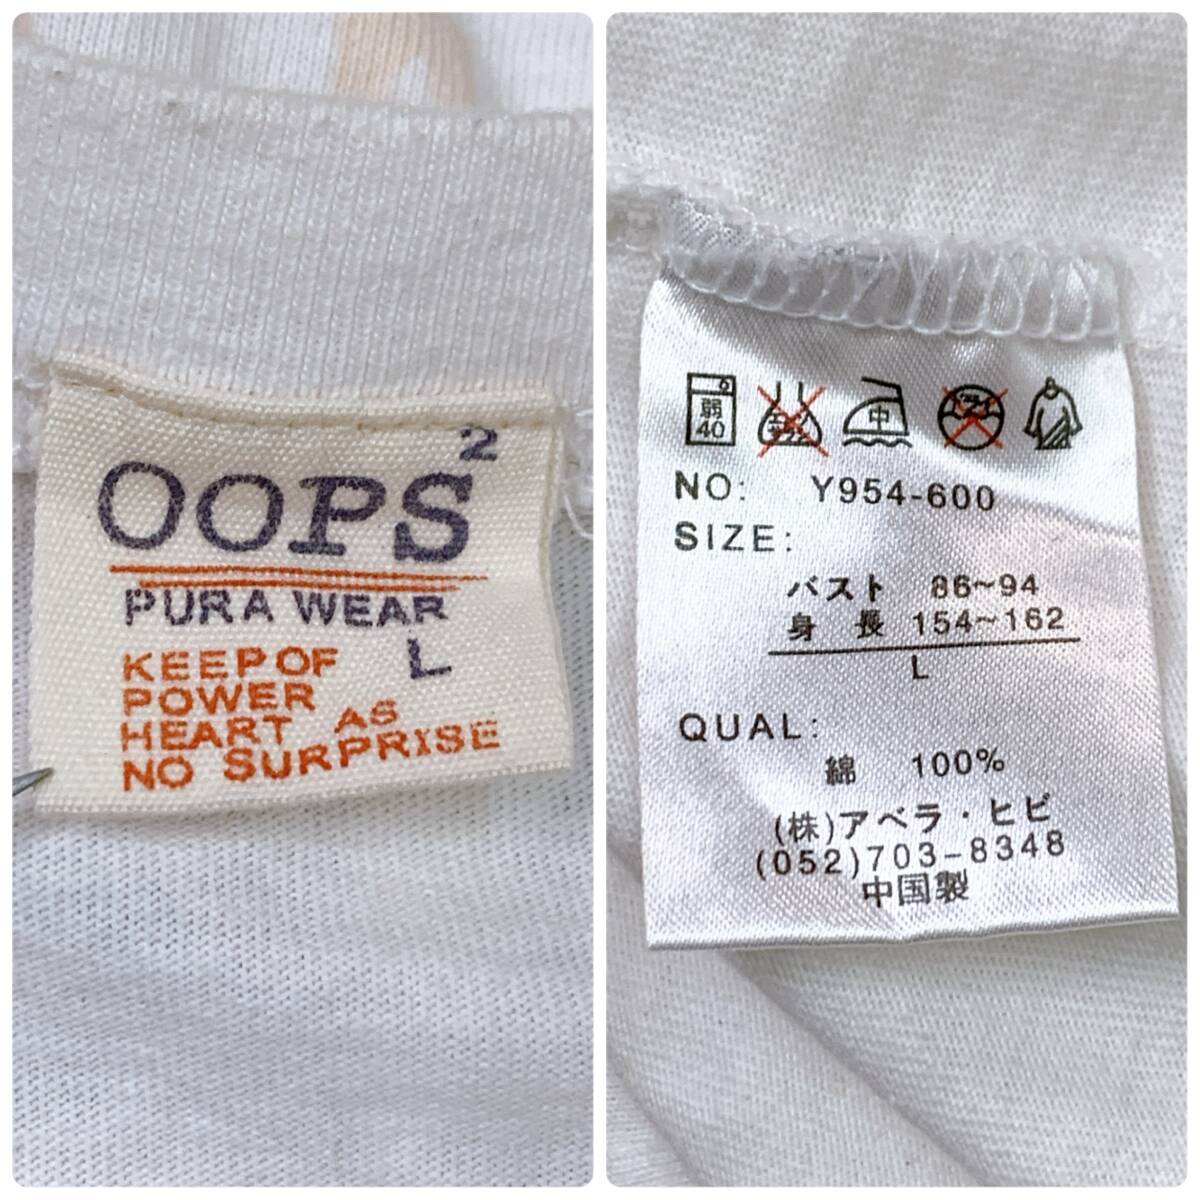 OOPS²
PURA WEAR
L
KEEP OF
POWER
HEART AS
NO SURPRISE
弱
40
中
NO: Y954-600
SIZE:
バスト 86~94
身 長 154~162
L
QUAL:
綿 100%
(株)アベラ・ヒビ
(052)703-8348
中国製